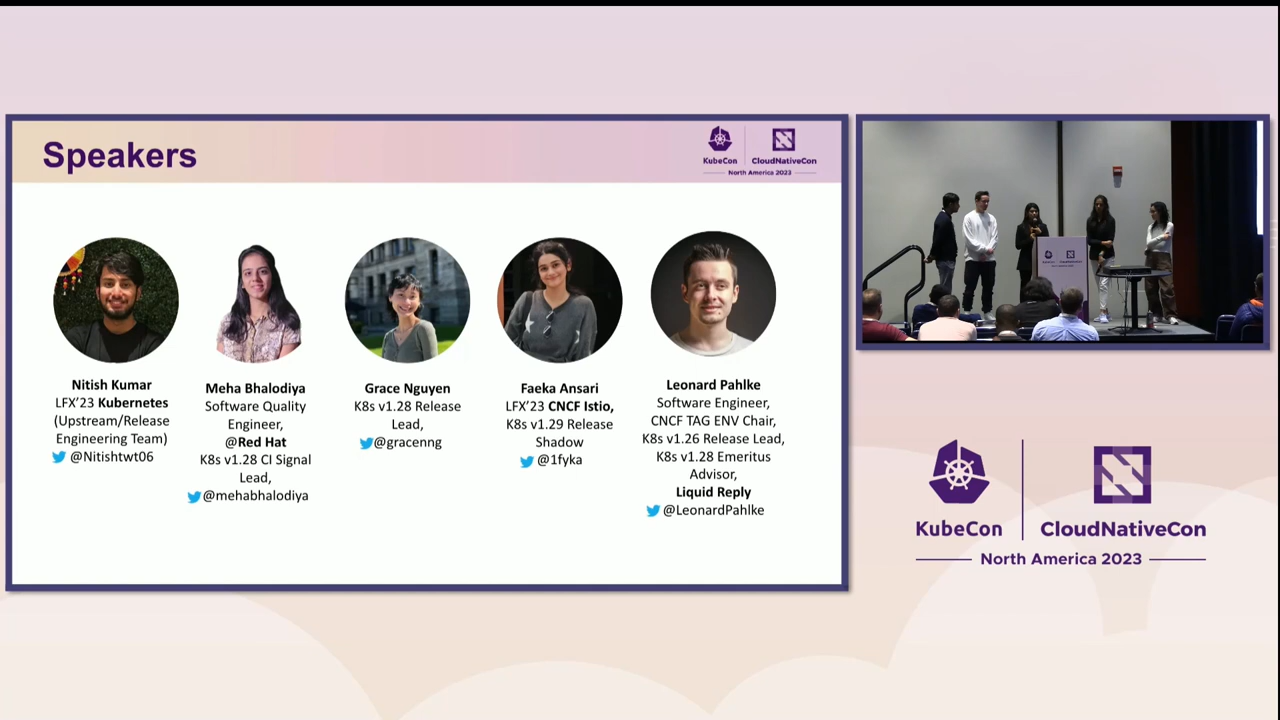 Speakers
KubeCon
CloudNativeCon
North America 2023
Nitish Kumar
LFX'23 Kubernetes
(Upstream/Release
Engineering Team)
@Nitishtwt06
Meha Bhalodiya
Software Quality
Engineer,
@Red Hat
K8s v1.28 CI Signal
Lead,
@mehabhalodiya
Grace Nguyen
K8s v1.28 Release
Lead,
@gracenng
Faeka Ansari
LFX'23 CNCF Istio,
K8s v1.29 Release
Shadow
@1fyka
Leonard Pahlke
Software Engineer,
CNCF TAG ENV Chair,
K8s v1.26 Release Lead,
K8s v1.28 Emeritus
Advisor,
Liquid Reply
@LeonardPahlke
KubeCon
CloudNativeCon
North America 2023